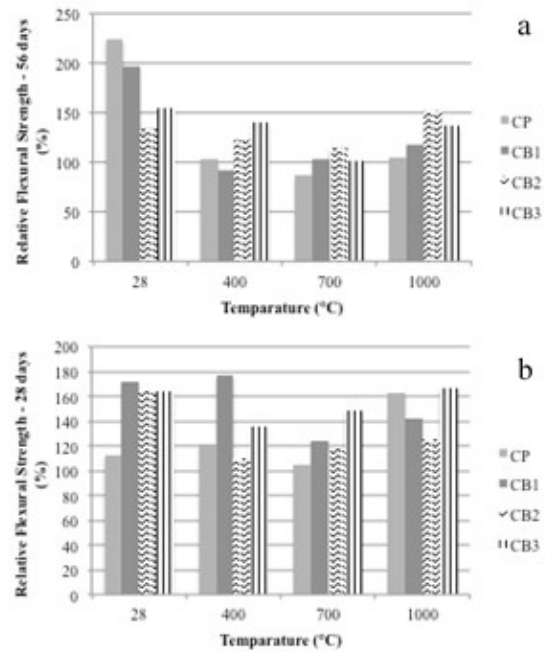 a
Relative Flexural Strength - 56 days
(%)
250
200
150
100
50
0
28 400 700 1000
Temparature (°C)
CP
CB1
CB2
CB3
b
Relative Flexural Strength - 28 days
(%)
200
180
160
140
120
100
80
60
40
20
0
28 400 700 1000
Temparature (°C)
CP
CB1
CB2
CB3